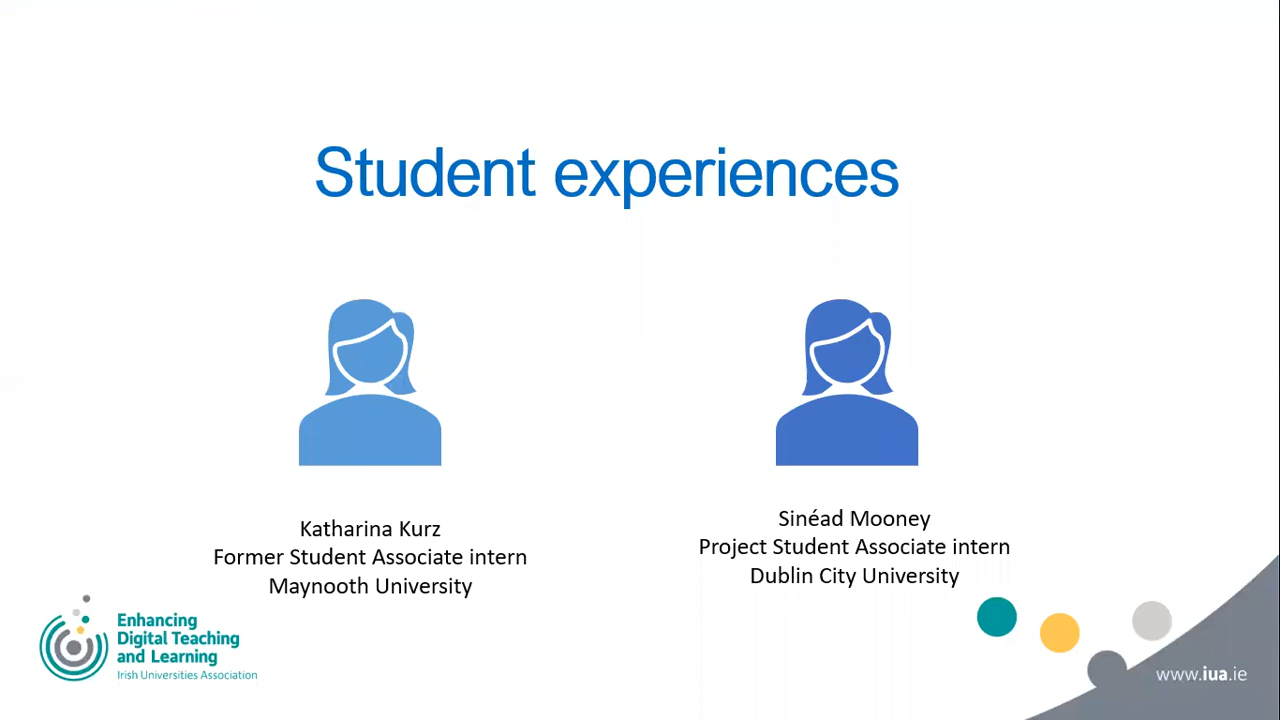 Student experiences
Katharina Kurz
Former Student Associate intern
Maynooth University
Sinéad Mooney
Project Student Associate intern
Dublin City University
Enhancing
Digital Teaching
and Learning
Irish Universities Association
www.iua.ie